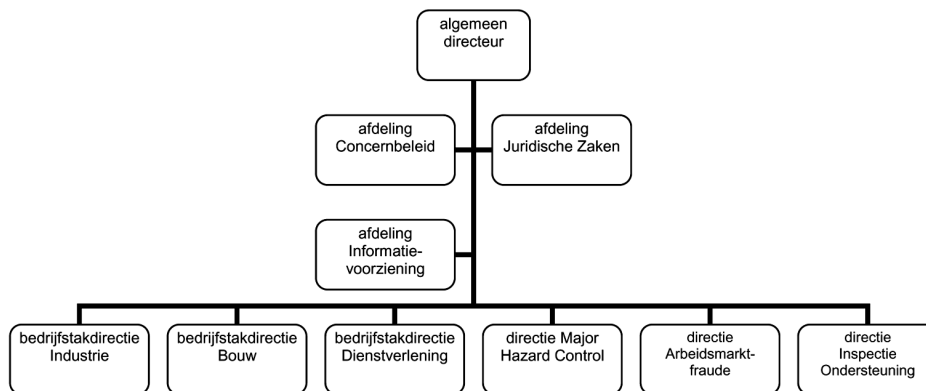 algemeen
directeur
afdeling
Concernbeleid
afdeling
Juridische Zaken
afdeling
Informatie-
voorziening
bedrijfstakdirectie
Industrie
bedrijfstakdirectie
Bouw
bedrijfstakdirectie
Dienstverlening
directie Major
Hazard Control
directie
Arbeidsmarkt-
fraude
directie
Inspectie
Ondersteuning